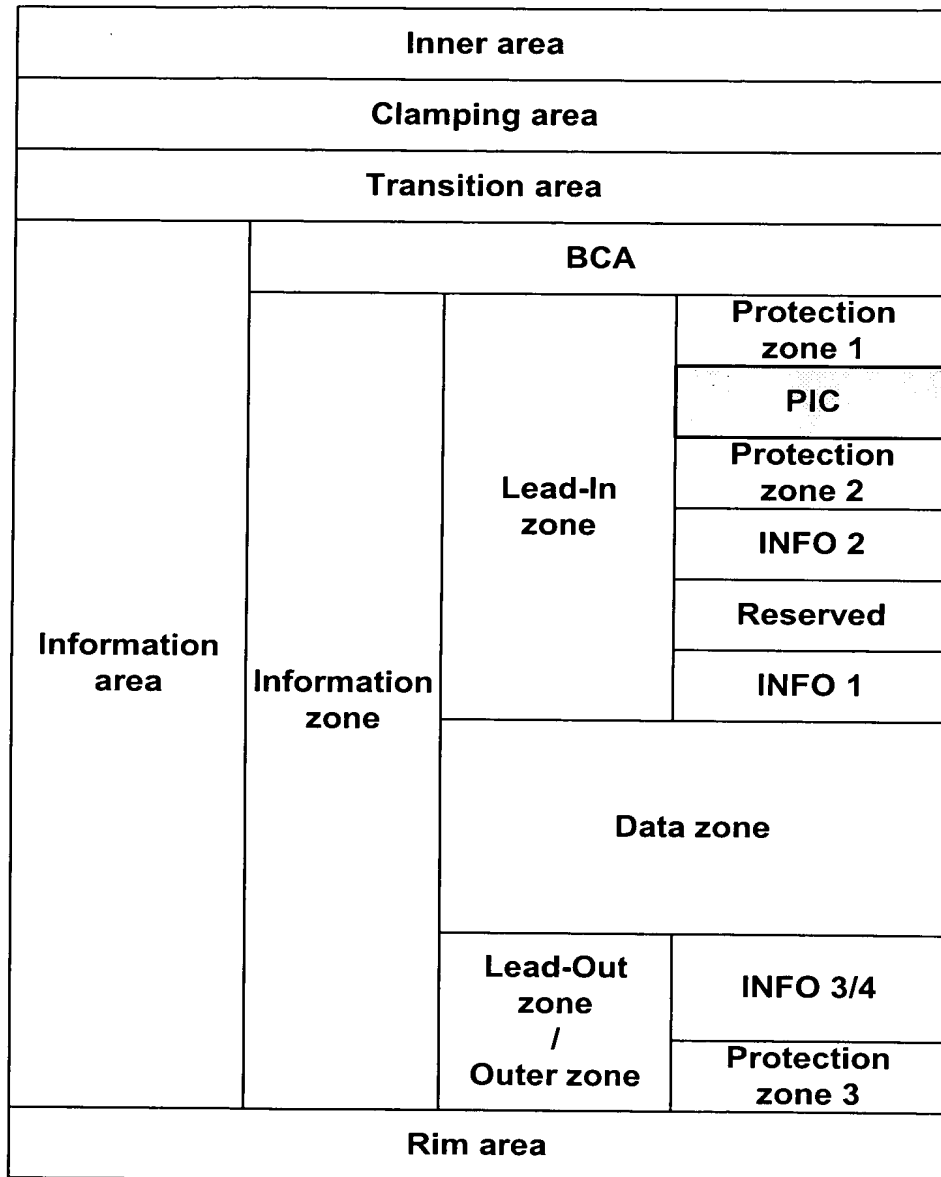 Inner area
Clamping area
Transition area
BCA
Protection
zone 1
PIC
Protection
zone 2
Lead-In
zone
INFO 2
Reserved
INFO 1
Information
area
Information
zone
Data zone
Lead-Out
zone
/
Outer zone
INFO 3/4
Protection
zone 3
Rim area